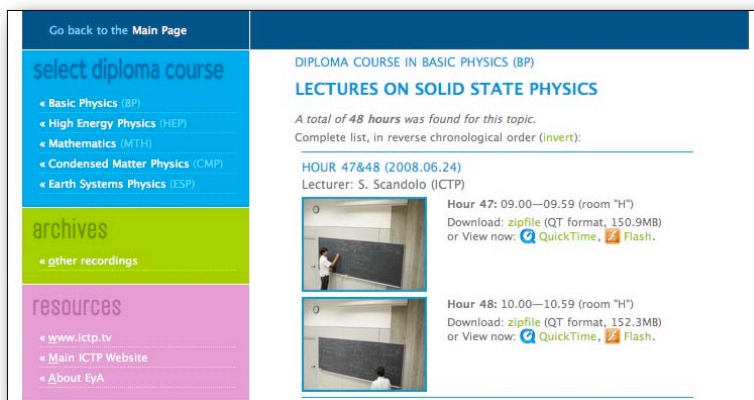 Go back to the Main Page
select diploma course
« Basic Physics (BP)
« High Energy Physics (HEP)
« Mathematics (MTH)
« Condensed Matter Physics (CMP)
« Earth Systems Physics (ESP)
archives
« other recordings
resources
« www.ictp.tv
« Main ICTP Website
« About EyA
DIPLOMA COURSE IN BASIC PHYSICS (BP)
LECTURES ON SOLID STATE PHYSICS
A total of 48 hours was found for this topic.
Complete list, in reverse chronological order (invert):
HOUR 47&48 (2008.06.24)
Lecturer: S. Scandolo (ICTP)
Hour 47: 09.00—09.59 (room "H")
Download: zipfile (QT format, 150.9MB)
or View now: QuickTime, Flash.
Hour 48: 10.00—10.59 (room "H")
Download: zipfile (QT format, 152.3MB)
or View now: QuickTime, Flash.